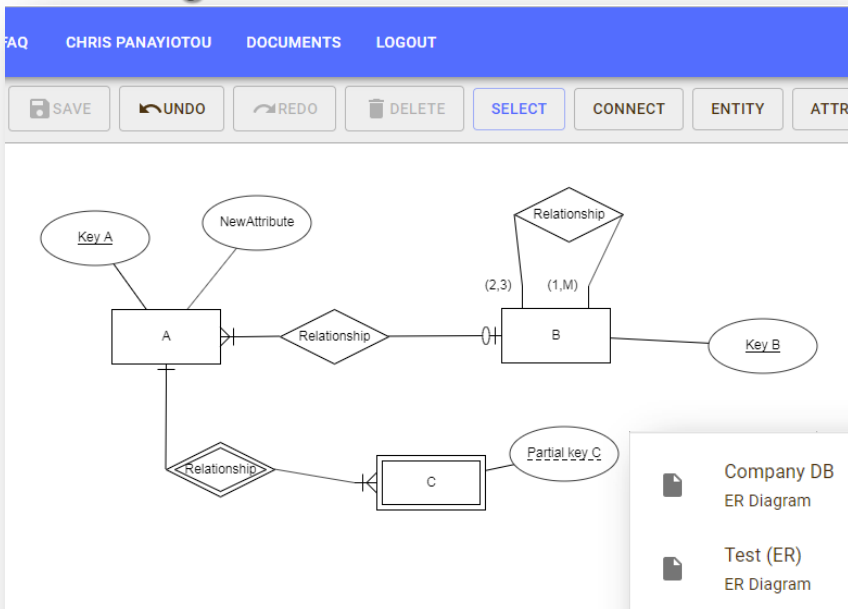 FAQ CHRIS PANAYIOTOU DOCUMENTS LOGOUT
SAVE UNDO REDO DELETE SELECT CONNECT ENTITY ATTR
Key A
NewAttribute
Relationship
(2,3) (1,M)
A
Relationship
B
Key B
Relationship
C
Partial key C
Company DB
ER Diagram
Test (ER)
ER Diagram